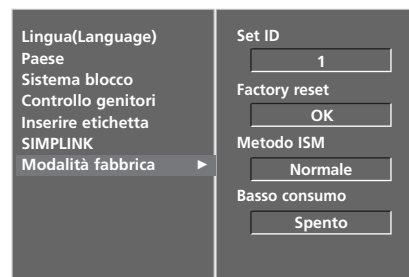 Lingua(Language)
Paese
Sistema blocco
Controllo genitori
Inserire etichetta
SIMPLINK
Modalità fabbrica ►
Set ID
1
Factory reset
OK
Metodo ISM
Normale
Basso consumo
Spento